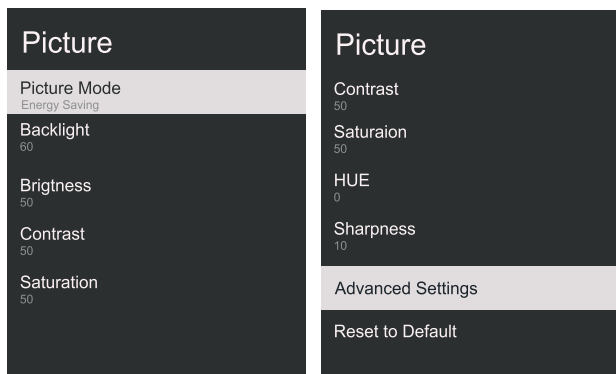 Picture
Picture Mode
Energy Saving
Backlight
60
Brigtness
50
Contrast
50
Saturation
50
Picture
Contrast
50
Saturaion
50
HUE
0
Sharpness
10
Advanced Settings
Reset to Default